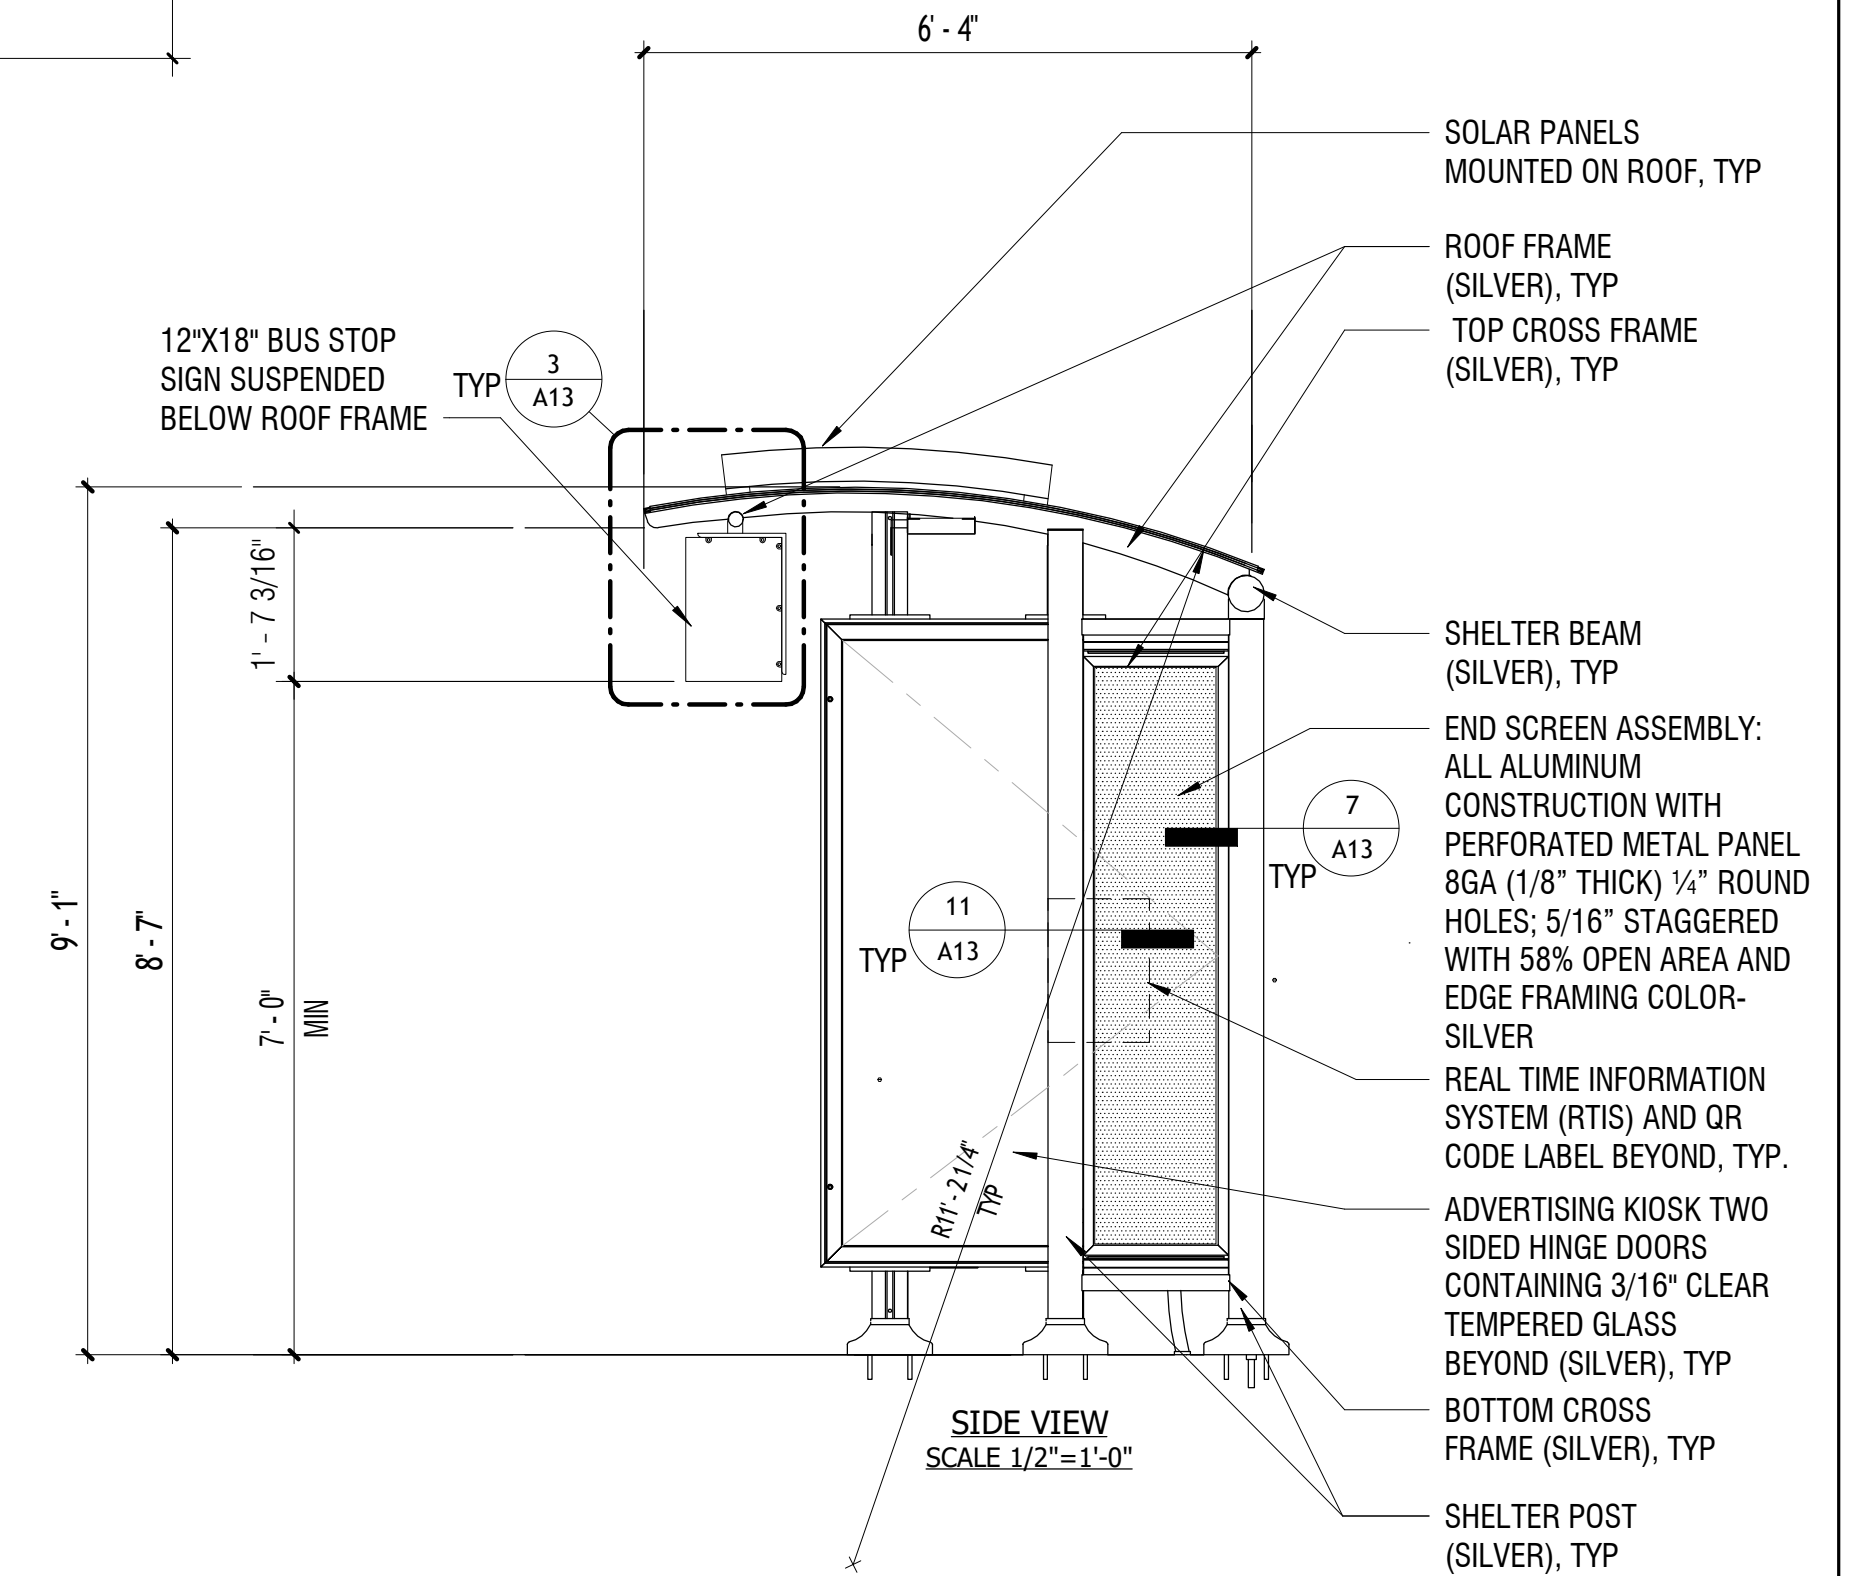 6' - 4"
SOLAR PANELS
MOUNTED ON ROOF, TYP
ROOF FRAME
(SILVER), TYP
TOP CROSS FRAME
(SILVER), TYP
12"X18" BUS STOP
SIGN SUSPENDED
BELOW ROOF FRAME
TYP
3
A13
1' - 7 3/16"
9' - 1"
8' - 7"
7' - 0"
MIN
SHELTER BEAM
(SILVER), TYP
END SCREEN ASSEMBLY:
ALL ALUMINUM
CONSTRUCTION WITH
PERFORATED METAL PANEL
8GA (1/8” THICK) ¼” ROUND
HOLES; 5/16” STAGGERED
WITH 58% OPEN AREA AND
EDGE FRAMING COLOR-
SILVER
7
A13
TYP
11
A13
TYP
REAL TIME INFORMATION
SYSTEM (RTIS) AND QR
CODE LABEL BEYOND, TYP.
R11' - 2 1/4"
TYP
ADVERTISING KIOSK TWO
SIDED HINGE DOORS
CONTAINING 3/16" CLEAR
TEMPERED GLASS
BEYOND (SILVER), TYP
BOTTOM CROSS
FRAME (SILVER), TYP
SHELTER POST
(SILVER), TYP
SIDE VIEW
SCALE 1/2"=1'-0"